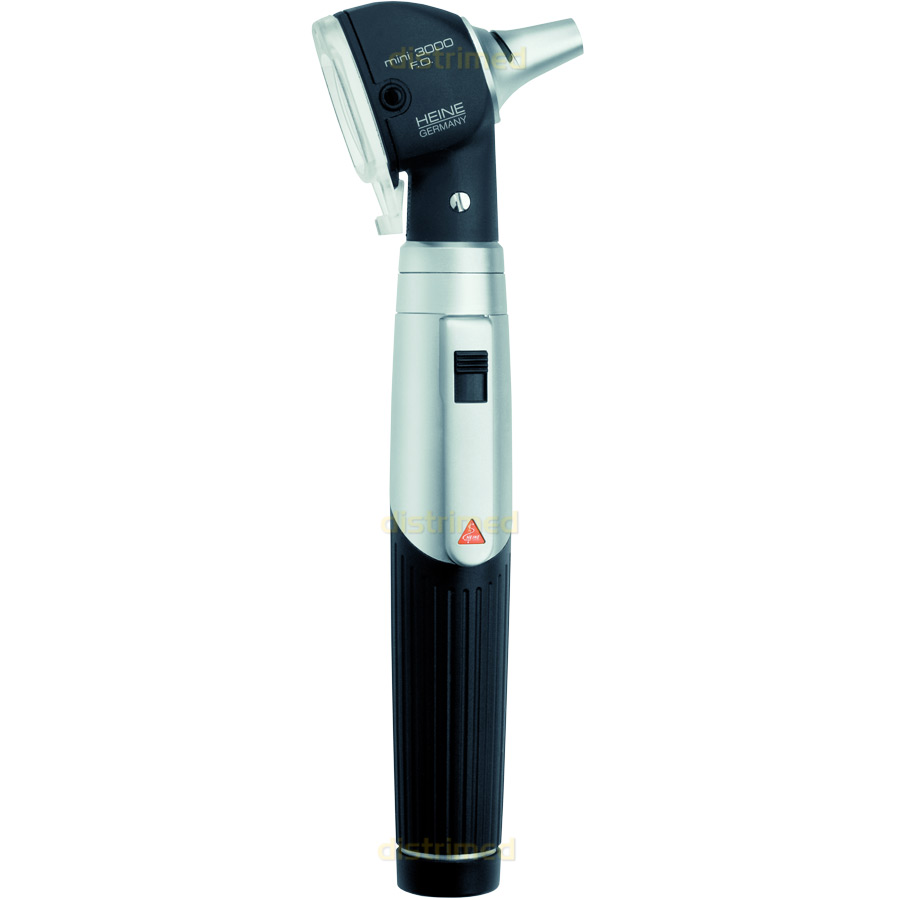 distrimed
mini 3000
F.O.
HEINE
GERMANY
distrimed
distrimed